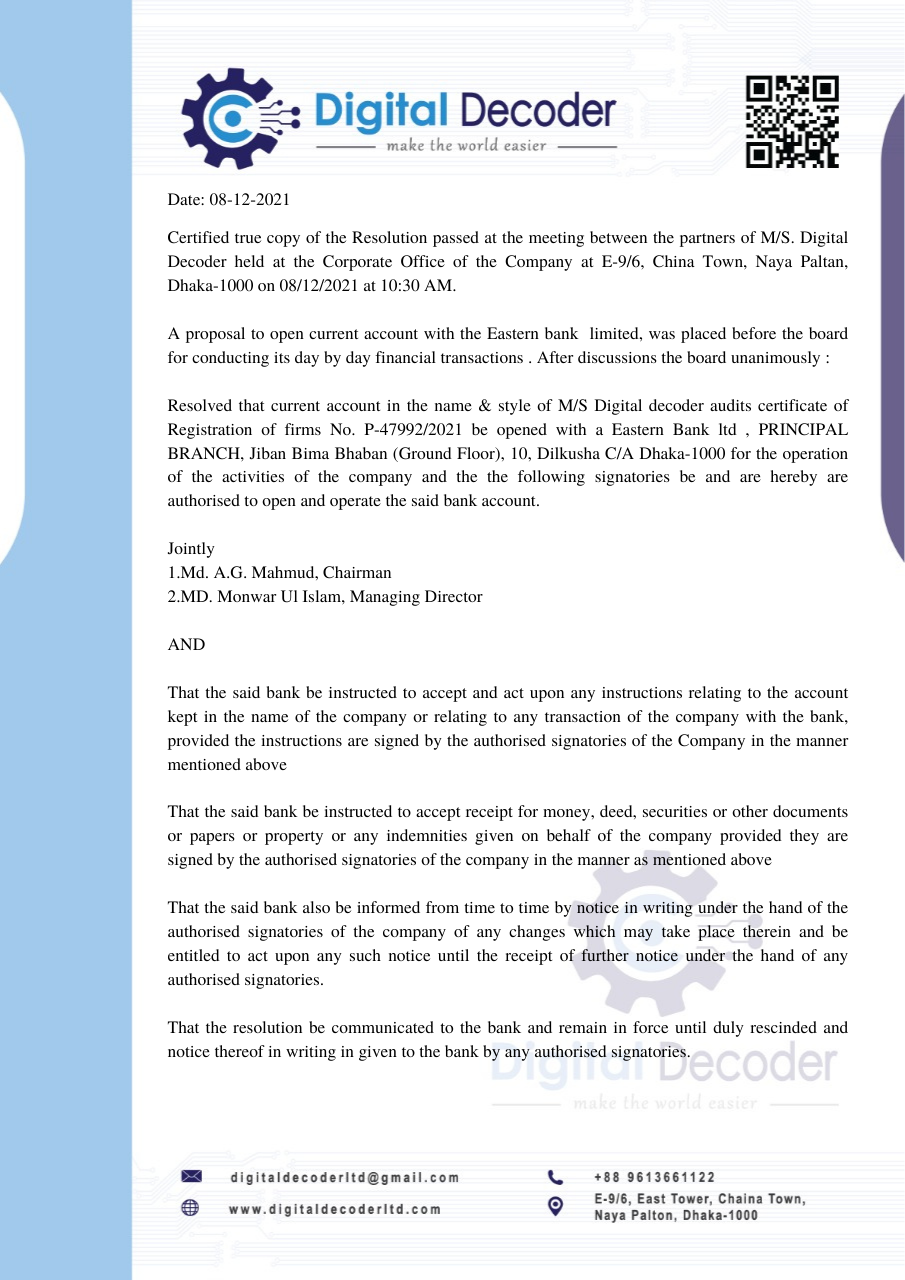 Digital Decoder
make the world easier
Date: 08-12-2021
Certified true copy of the Resolution passed at the meeting between the partners of M/S. Digital
Decoder held at the Corporate Office of the Company at E-9/6, China Town, Naya Paltan,
Dhaka-1000 on 08/12/2021 at 10:30 AM.
A proposal to open current account with the Eastern bank  limited, was placed before the board
for conducting its day by day financial transactions . After discussions the board unanimously :
Resolved that current account in the name & style of M/S Digital decoder audits certificate of
Registration of firms No. P-47992/2021 be opened with a Eastern Bank ltd , PRINCIPAL
BRANCH, Jiban Bima Bhaban (Ground Floor), 10, Dilkusha C/A Dhaka-1000 for the operation
of the activities of the company and the the following signatories be and are hereby are
authorised to open and operate the said bank account.
Jointly
1.Md. A.G. Mahmud, Chairman
2.MD. Monwar Ul Islam, Managing Director
AND
That the said bank be instructed to accept and act upon any instructions relating to the account
kept in the name of the company or relating to any transaction of the company with the bank,
provided the instructions are signed by the authorised signatories of the Company in the manner
mentioned above
That the said bank be instructed to accept receipt for money, deed, securities or other documents
or papers or property or any indemnities given on behalf of the company provided they are
signed by the authorised signatories of the company in the manner as mentioned above
That the said bank also be informed from time to time by notice in writing under the hand of the
authorised signatories of the company of any changes which may take place therein and be
entitled to act upon any such notice until the receipt of further notice under the hand of any
authorised signatories.
That the resolution be communicated to the bank and remain in force until duly rescinded and
notice thereof in writing in given to the bank by any authorised signatories.
Digital Decoder
make the world easier
digitaldecoderltd@gmail.com
+88 9613661122
www.digitaldecoderltd.com
E-9/6, East Tower, Chaina Town,
Naya Palton, Dhaka-1000